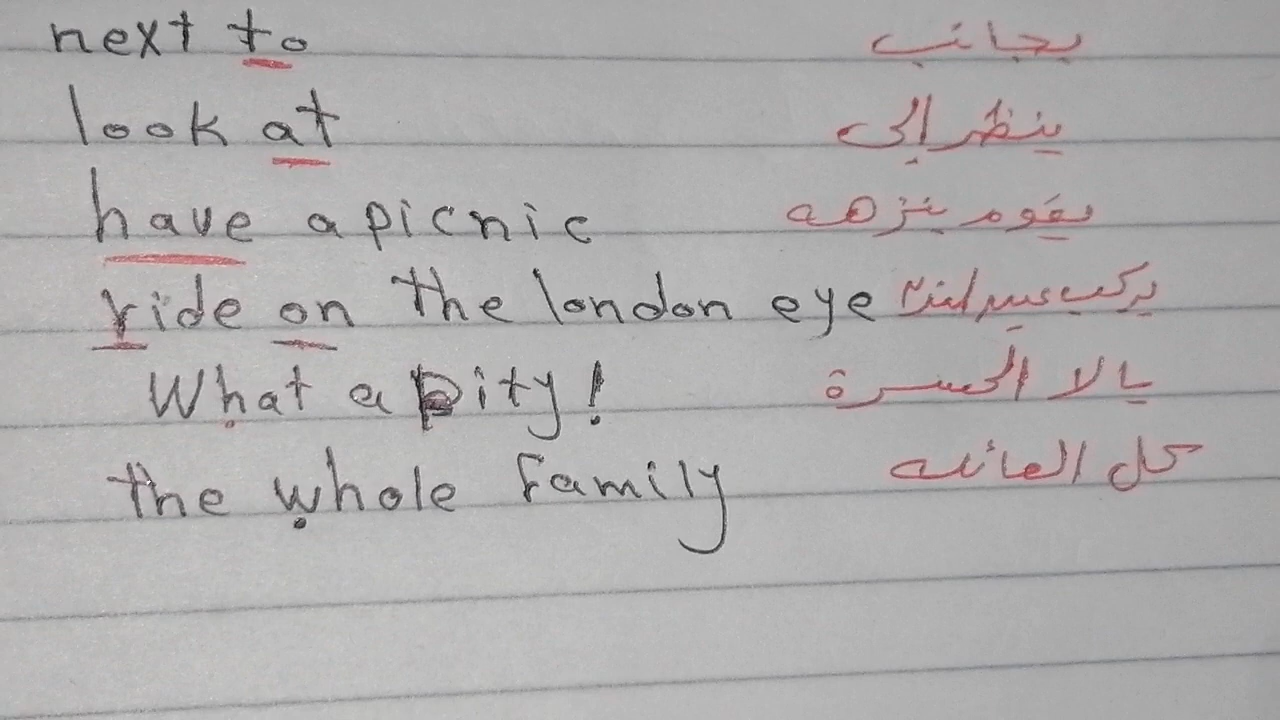 next to بجانب
look at ينظر إلى
have a picnic يقوم بنزهه
ride on the london eye يركب
What a pity! يالا الحسرة
the whole family كل العائله